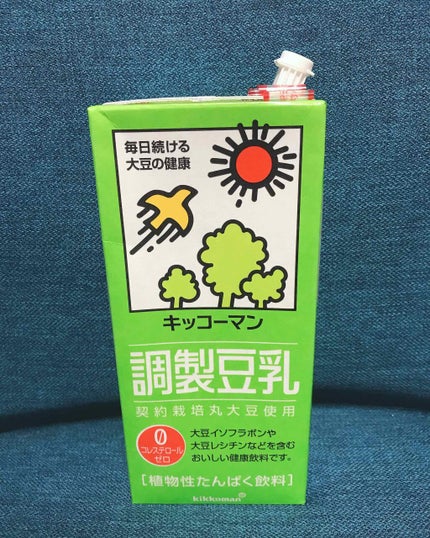 毎日続ける
大豆の健康
キッコーマン
調製豆乳
契約栽培丸大豆使用
0
コレステロール
ゼロ
大豆イソフラボンや
大豆レシチンなどを含む
おいしい健康飲料です。
[植物性たんぱく飲料]
kikkoman®